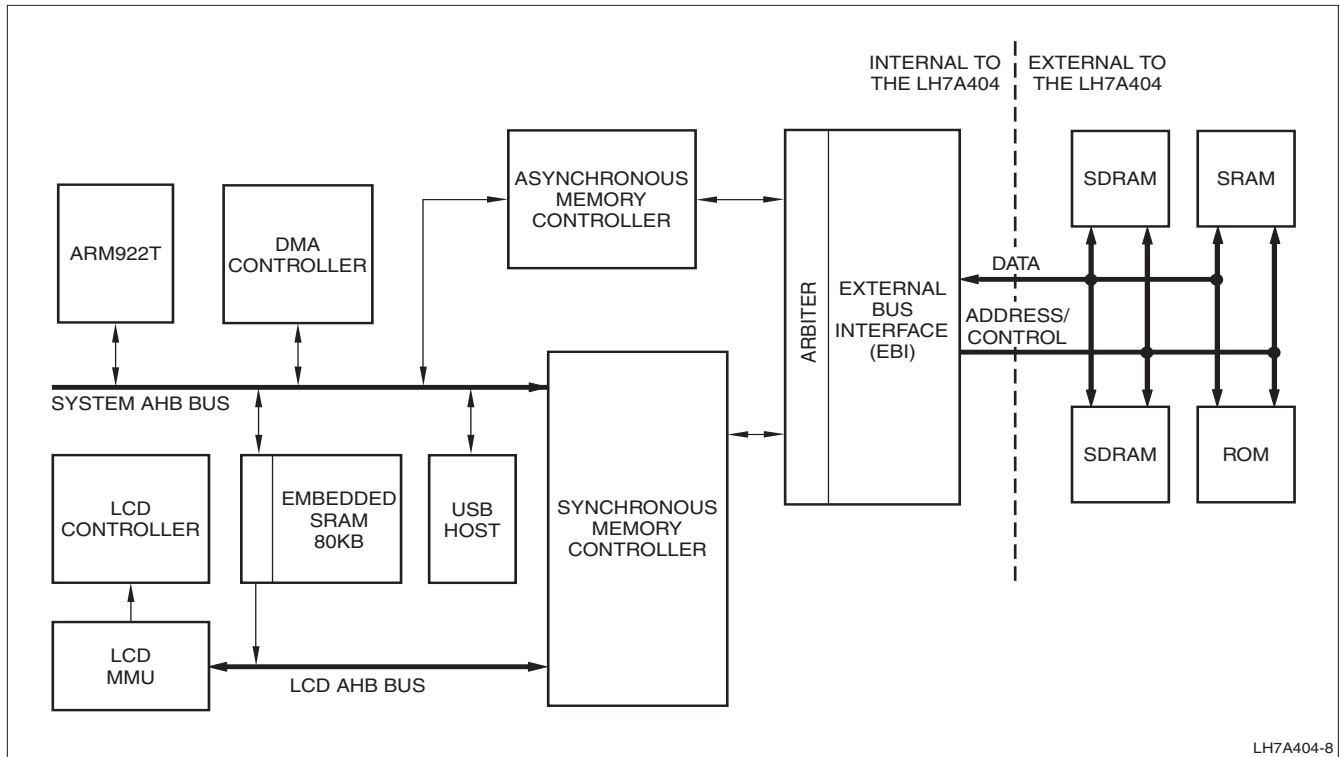 INTERNAL TO
THE LH7A404
EXTERNAL TO
THE LH7A404
ARM922T
DMA
CONTROLLER
ASYNCHRONOUS
MEMORY
CONTROLLER
ARBITER
EXTERNAL
BUS
INTERFACE
(EBI)
SDRAM
SRAM
DATA
ADDRESS/
CONTROL
SYSTEM AHB BUS
LCD
CONTROLLER
EMBEDDED
SRAM
80KB
USB
HOST
SYNCHRONOUS
MEMORY
CONTROLLER
SDRAM
ROM
LCD
MMU
LCD AHB BUS
LH7A404-8